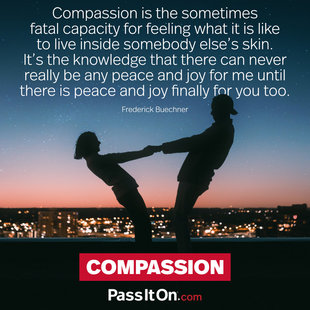 Compassion is the sometimes
fatal capacity for feeling what it is like
to live inside somebody else's skin.
It's the knowledge that there can never
really be any peace and joy for me until
there is peace and joy finally for you too.
Frederick Buechner
COMPASSION
PassItOn.com